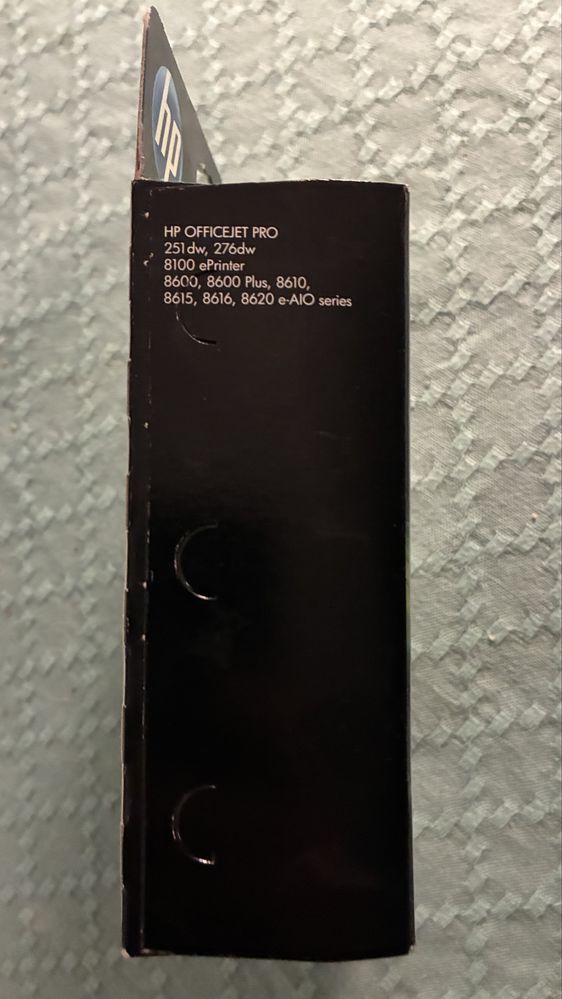 hp
HP OFFICEJET PRO
251dw, 276dw
8100 ePrinter
8600, 8600 Plus, 8610,
8615, 8616, 8620 e-AIO series